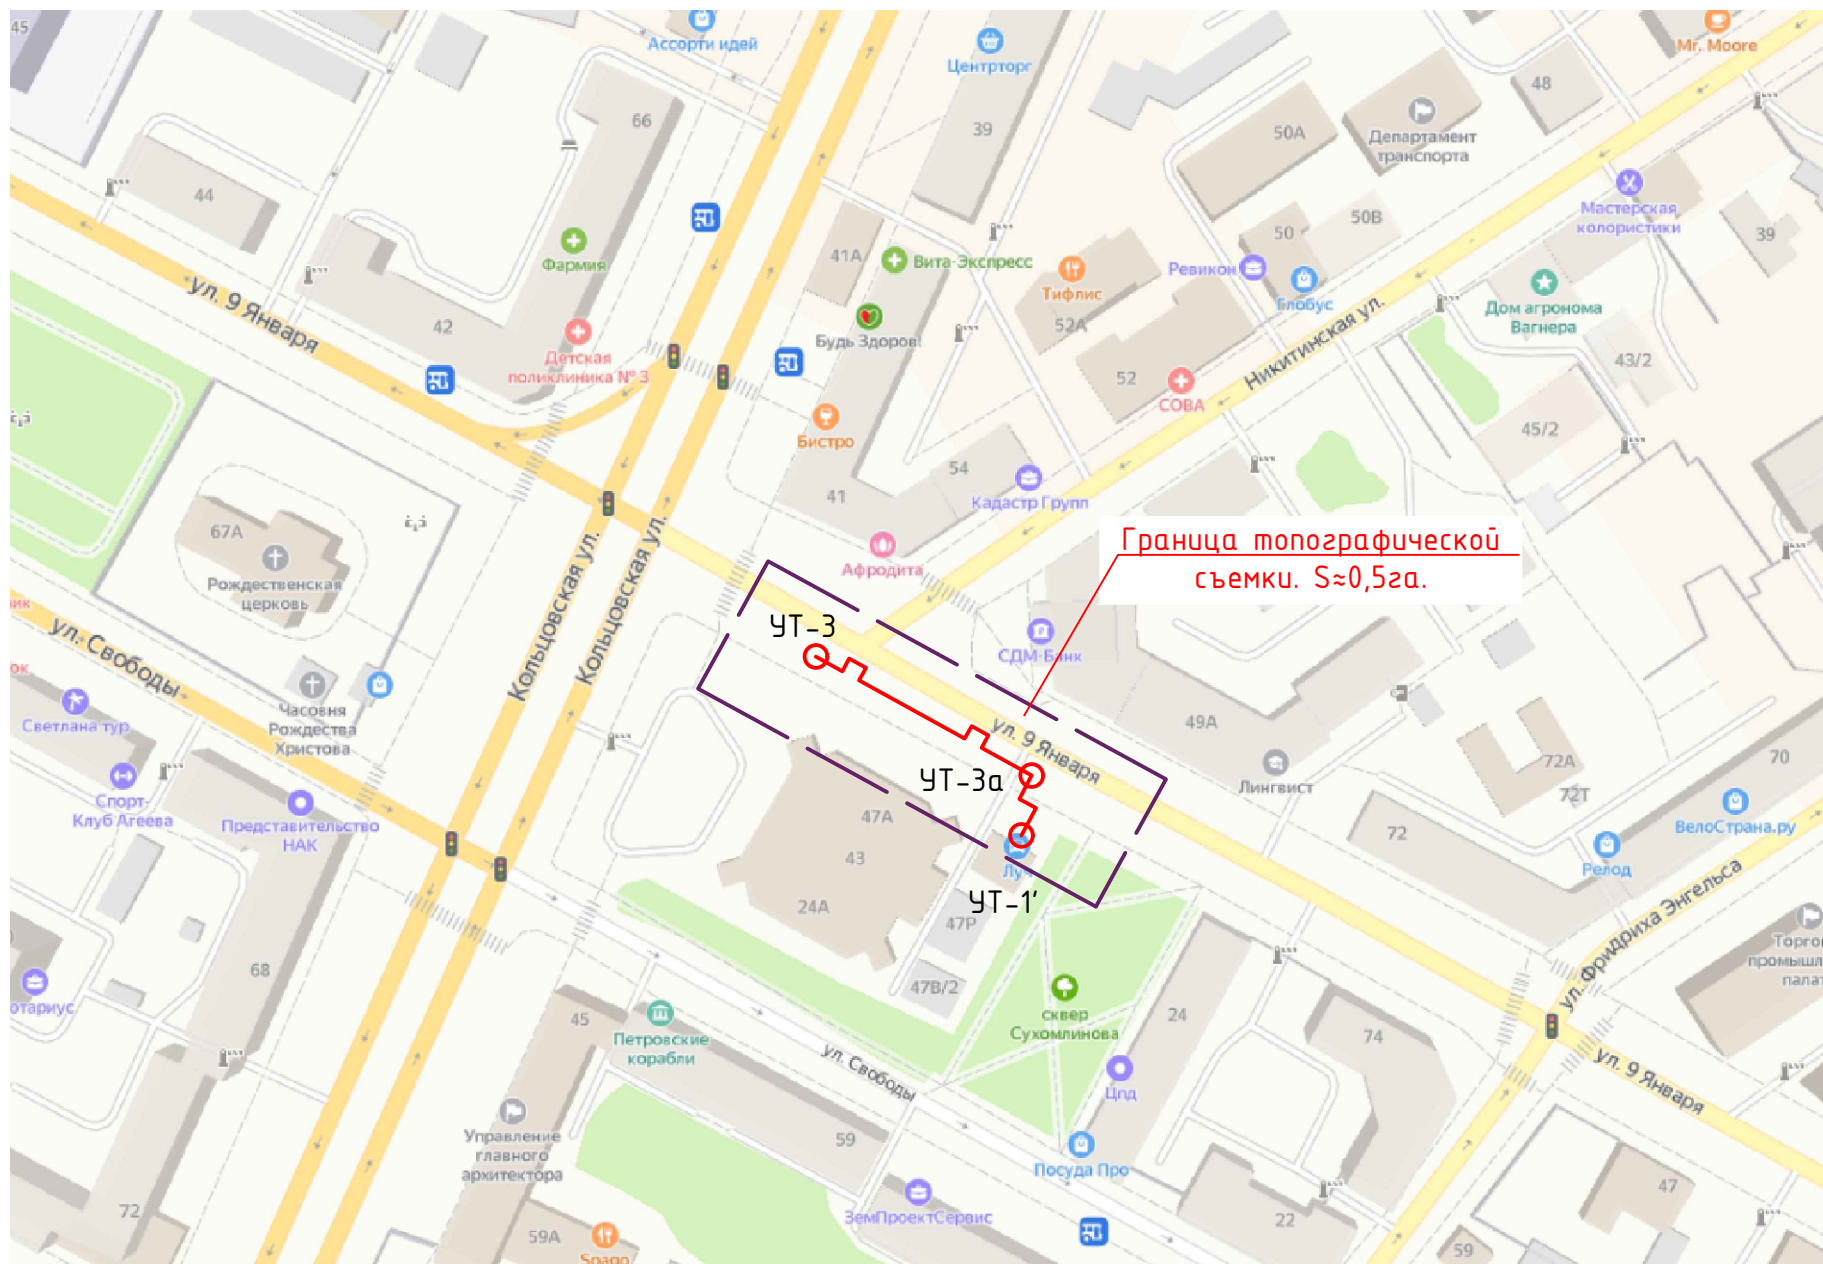 45
Ассорти идей
Центрторг
Mr. Moore
66
39
50А
48
Департамент
транспорта
44
Мастерская
колористики
50В
50
39
Фармия
41А
Вита-Экспресс
Ревикон
Тифлис
Глобус
Дом агронома
Вагнера
ул. 9 Января
42
Будь Здоров!
52А
Никитинская ул.
Детская
поликлиника № 3
52
СОВА
43/2
Бистро
45/2
54
41
Кадастр Групп
67А
Рождественская
церковь
Афродита
Граница топографической
съемки. S≈0,5га.
Кольцовская ул.
Кольцовская ул.
УТ-3
СДМ-Банк
ул. Свободы
Светлана тур
Часовня
Рождества
Христова
49А
ул. 9 Января
УТ-3а
Лингвист
72А
70
72Т
Спорт-
Клуб Агеева
Представительство
НАК
47А
72
ВелоСтрана.ру
43
Луч
Релод
24А
УТ-1'
47Р
ул. Фридриха Энгельса
68
47В/2
отариус
45
Петровские
корабли
сквер
Сухомлинова
24
74
ул. Свободы
Цпд
ул. 9 Января
Управление
главного
архитектора
59
Посуда Про
47
72
ЗемПроектСервис
22
59А
Spago
59